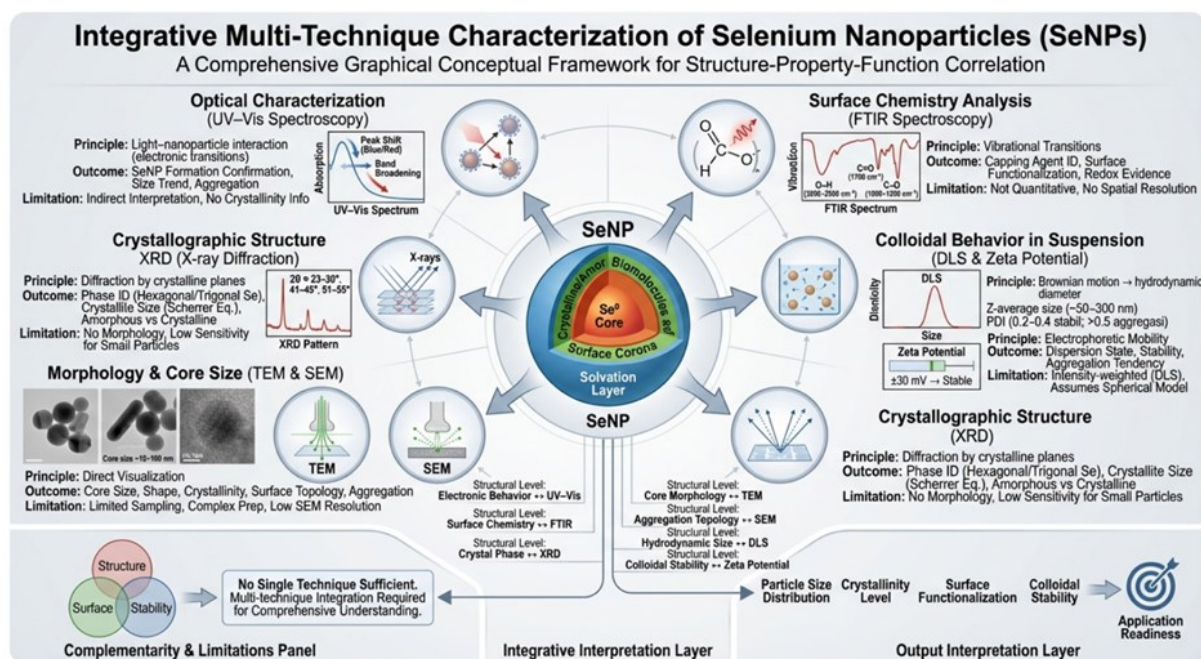 Integrative Multi-Technique Characterization of Selenium Nanoparticles (SeNPs)
A Comprehensive Graphical Conceptual Framework for Structure-Property-Function Correlation
Optical Characterization
(UV–Vis Spectroscopy)
Principle: Light–nanoparticle interaction
(electronic transitions)
Outcome: SeNP Formation Confirmation,
Size Trend, Aggregation
Limitation: Indirect Interpretation, No Crystallinity Info
Absorption
Peak ShiR
(Blue/Red)
Band
Broadening
UV–Vis Spectrum
Crystallographic Structure
XRD (X-ray Diffraction)
Principle: Diffraction by crystalline planes
Outcome: Phase ID (Hexagonal/Trigonal Se),
Crystallite Size (Scherrer Eq.),
Amorphous vs Crystalline
Limitation: No Morphology, Low Sensitivity
for Small Particles
41–45°, 51–55°
XRD Pattern
X-rays
Morphology & Core Size (TEM & SEM)
Core size ~10–100 nm
TEM
SEM
Principle: Direct Visualization
Outcome: Core Size, Shape, Crystallinity, Surface Topology, Aggregation
Limitation: Limited Sampling, Complex Prep, Low SEM Resolution
SeNP
Crystalline/Amor
Biomolecules
Se⁰
Core
Surface Corona
Solvation
Layer
SeNP
Surface Chemistry Analysis
(FTIR Spectroscopy)
C
O
H
O
O–H
C=O
(1700 cm⁻¹)
C–O
(1000–1200 cm⁻¹)
FTIR Spectrum
Principle: Vibrational Transitions
Outcome: Capping Agent ID, Surface
Functionalization, Redox Evidence
Limitation: Not Quantitative, No Spatial Resolution
Colloidal Behavior in Suspension
(DLS & Zeta Potential)
DLS
Size
Zeta Potential
±30 mV → Stable
Principle: Brownian motion → hydrodynamic
diameter
Z-average size (~50–300 nm)
PDI (0.2–0.4 stabil; >0.5 aggregasi)
Principle: Electrophoretic Mobility
Outcome: Dispersion State, Stability,
Aggregation Tendency
Limitation: Intensity-weighted (DLS),
Assumes Spherical Model
Crystallographic Structure
(XRD)
Principle: Diffraction by crystalline planes
Outcome: Phase ID (Hexagonal/Trigonal Se), Crystallite Size
(Scherrer Eq.), Amorphous vs Crystalline
Limitation: No Morphology, Low Sensitivity for Small Particles
Structural Level:
Electronic Behavior ↔ UV–Vis
Structural Level:
Surface Chemistry ↔ FTIR
Structural Level:
Crystal Phase ↔ XRD
Structural Level:
Core Morphology ↔ TEM
Structural Level:
Aggregation Topology ↔ SEM
Structural Level:
Hydrodynamic Size ↔ DLS
Structural Level:
Colloidal Stability ↔ Zeta Potential
Structure
Surface
Stability
No Single Technique Sufficient.
Multi-technique Integration Required
for Comprehensive Understanding.
Complementarity & Limitations Panel
Integrative Interpretation Layer
Particle Size
Distribution
Crystallinity
Level
Surface
Functionalization
Colloidal
Stability
Application
Readiness
Output Interpretation Layer